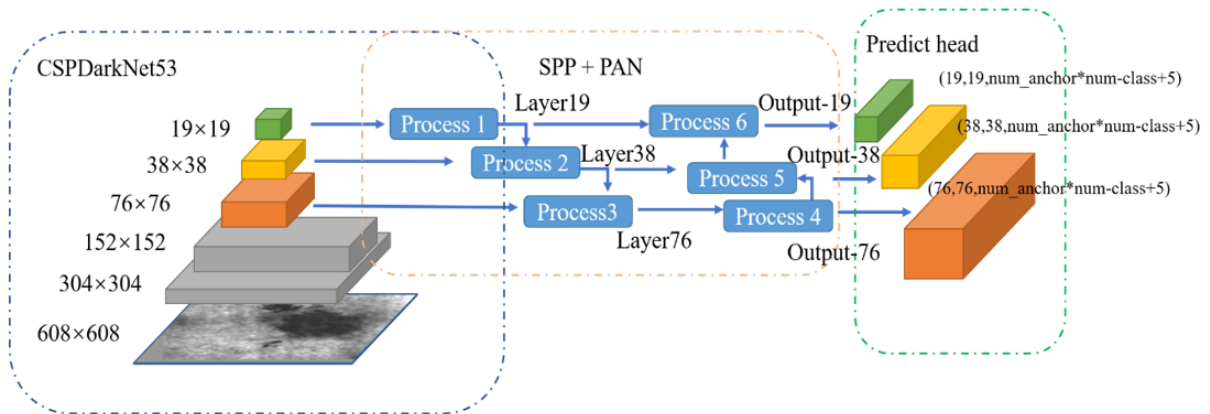 CSPDarkNet53
19×19
38×38
76×76
152×152
304×304
608×608
SPP + PAN
Process 1
Layer19
Process 6
Output-19
Process 2
Layer38
Process 5
Output-38
Process3
Layer76
Process 4
Output-76
Predict head
(19,19,num_anchor*num-class+5)
(38,38,num_anchor*num-class+5)
(76,76,num_anchor*num-class+5)